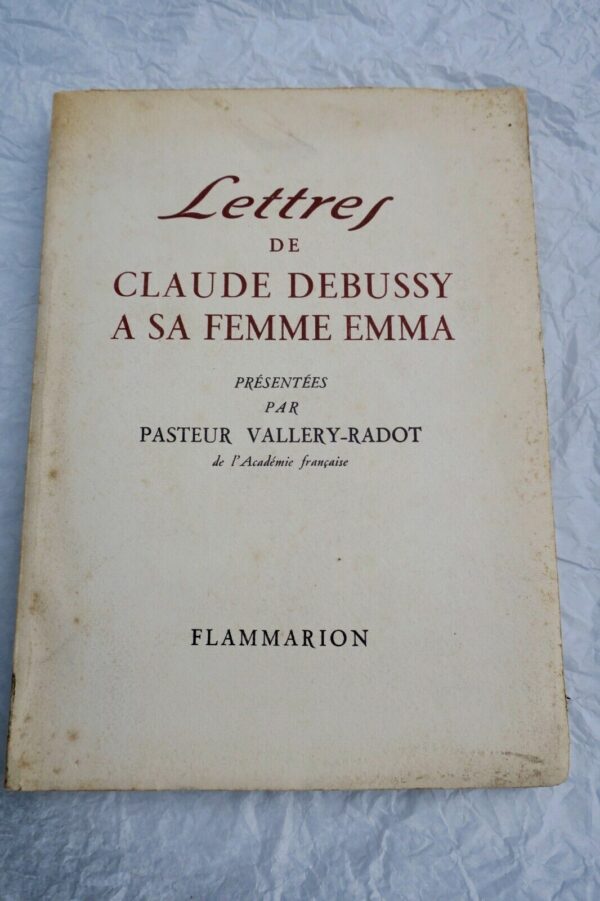 Lettres
DE
CLAUDE DEBUSSY
A SA FEMME EMMA
PRÉSENTÉES
PAR
PASTEUR VALLERY-RADOT
de l'Académie française
FLAMMARION